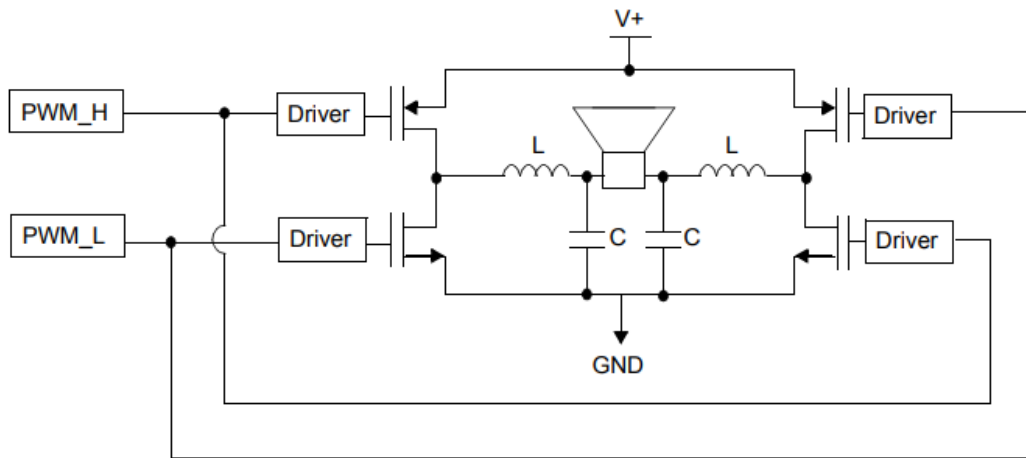 V+
PWM_H
Driver
Driver
L
L
PWM_L
Driver
C
C
Driver
GND